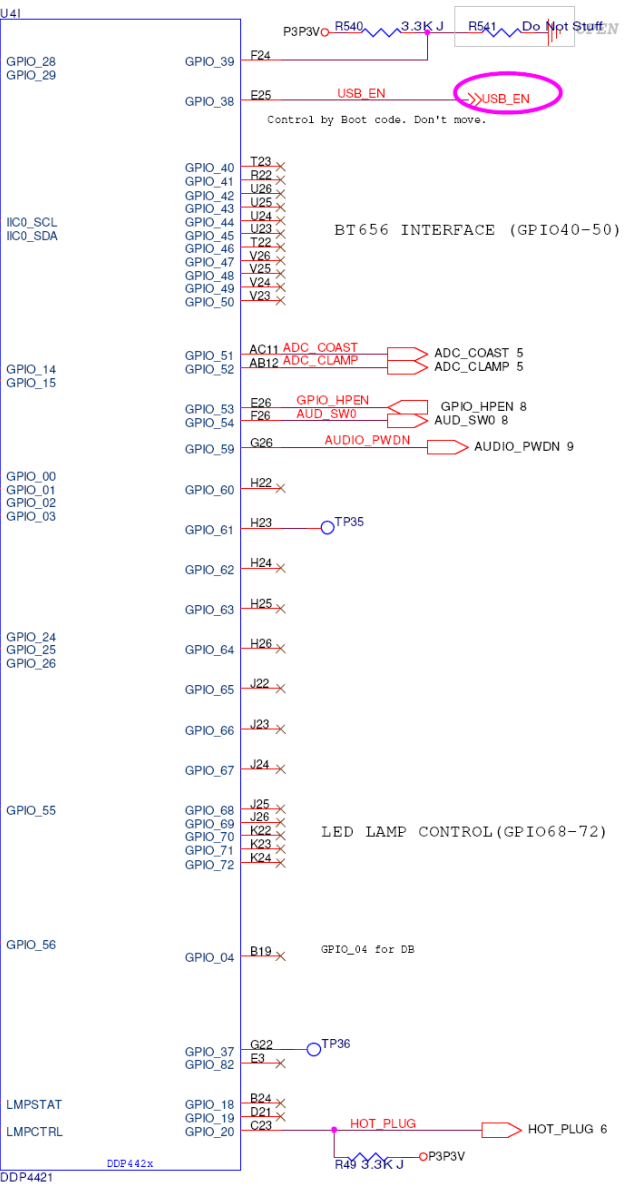 U4I
P3P3V R540 3.3K J R541 Do Not Stuff OPEN
GPIO_28 GPIO_39 F24
GPIO_29
GPIO_38 E25 USB_EN USB_EN
Control by Boot code. Don't move.
GPIO_40 T23
GPIO_41 R22
GPIO_42 U26
GPIO_43 U25
IIC0_SCL GPIO_44 U24
IIC0_SDA GPIO_45 U23 BT656 INTERFACE (GPIO40-50)
GPIO_46 T22
GPIO_47 V26
GPIO_48 V25
GPIO_49 V24
GPIO_50 V23
GPIO_51 AC11 ADC_COAST ADC_COAST 5
GPIO_14 GPIO_52 AB12 ADC_CLAMP ADC_CLAMP 5
GPIO_15
GPIO_53 E26 GPIO_HPEN GPIO_HPEN 8
GPIO_54 F26 AUD_SW0 AUD_SW0 8
GPIO_59 G26 AUDIO_PWDN AUDIO_PWDN 9
GPIO_00
GPIO_01 GPIO_60 H22
GPIO_02
GPIO_03
GPIO_61 H23 TP35
GPIO_62 H24
GPIO_63 H25
GPIO_24
GPIO_25 GPIO_64 H26
GPIO_26
GPIO_65 J22
GPIO_66 J23
GPIO_67 J24
GPIO_55 GPIO_68 J25
GPIO_69 J26
GPIO_70 K22 LED LAMP CONTROL(GPIO68-72)
GPIO_71 K23
GPIO_72 K24
GPIO_56
GPIO_04 B19 GPIO_04 for DB
GPIO_37 G22 TP36
GPIO_82 E3
LMPSTAT GPIO_18 B24
GPIO_19 D21
LMPCTRL GPIO_20 C23 HOT_PLUG HOT_PLUG 6
R49 3.3K J P3P3V
DDP442x
DDP4421